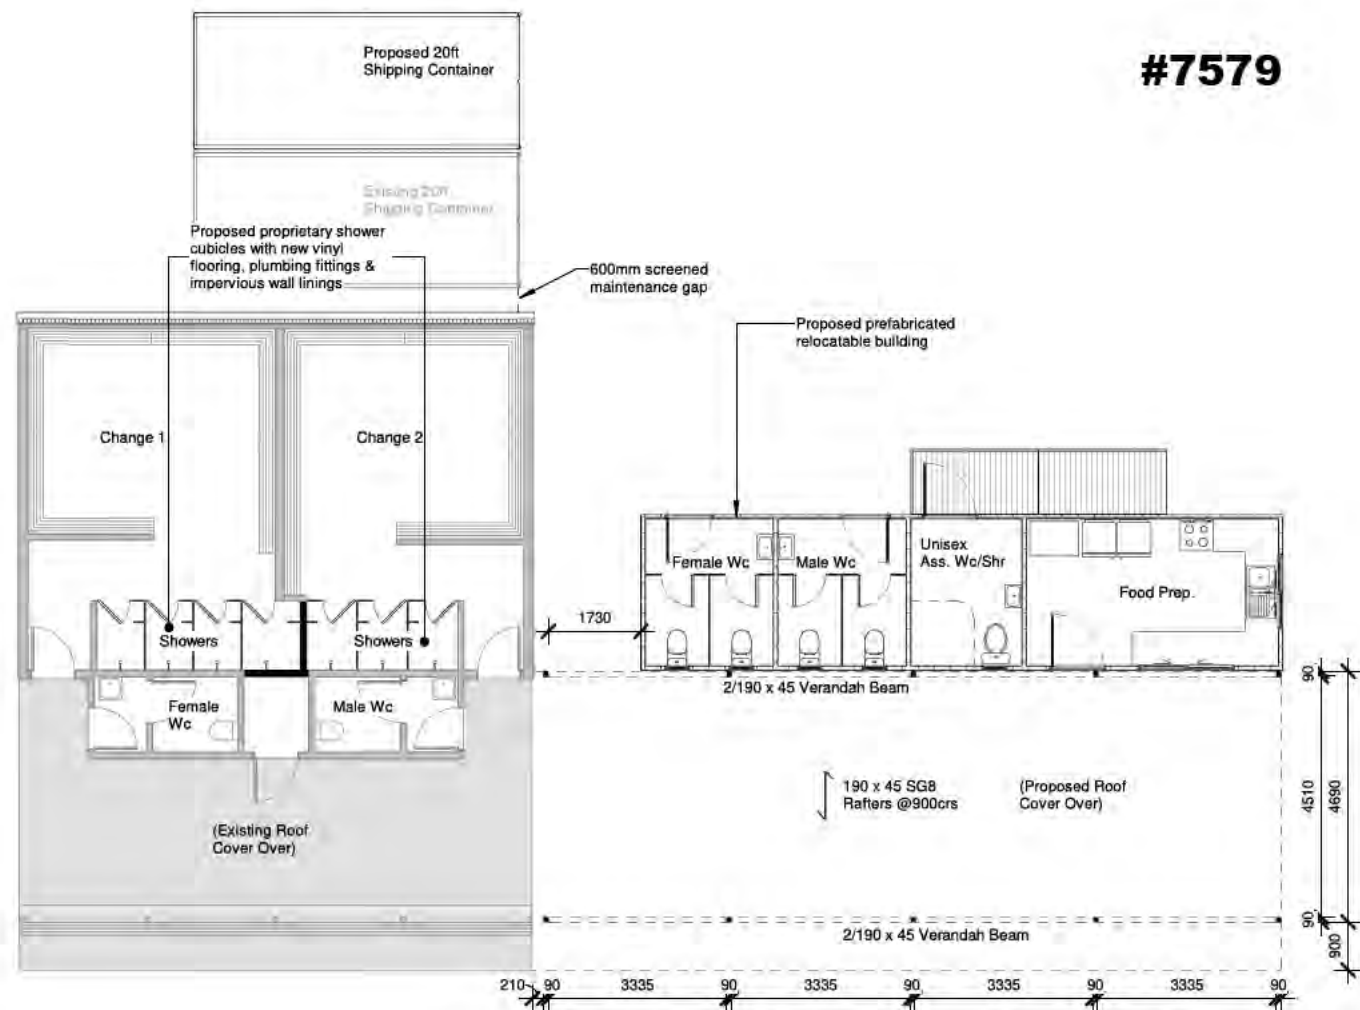 #7579
Proposed 20ft
Shipping Container
Existing 20ft
Shipping Container
Proposed proprietary shower
cubicles with new vinyl
flooring, plumbing fittings &
impervious wall linings
600mm screened
maintenance gap
Proposed prefabricated
relocatable building
Change 1
Change 2
Female Wc
Male Wc
Unisex
Ass. Wc/Shr
Food Prep.
1730
Showers
Showers
Female
Wc
Male Wc
2/190 x 45 Verandah Beam
90
190 x 45 SG8
Rafters @900crs
(Proposed Roof
Cover Over)
4510
4690
(Existing Roof
Cover Over)
90
2/190 x 45 Verandah Beam
900
210
90
3335
90
3335
90
3335
90
3335
90